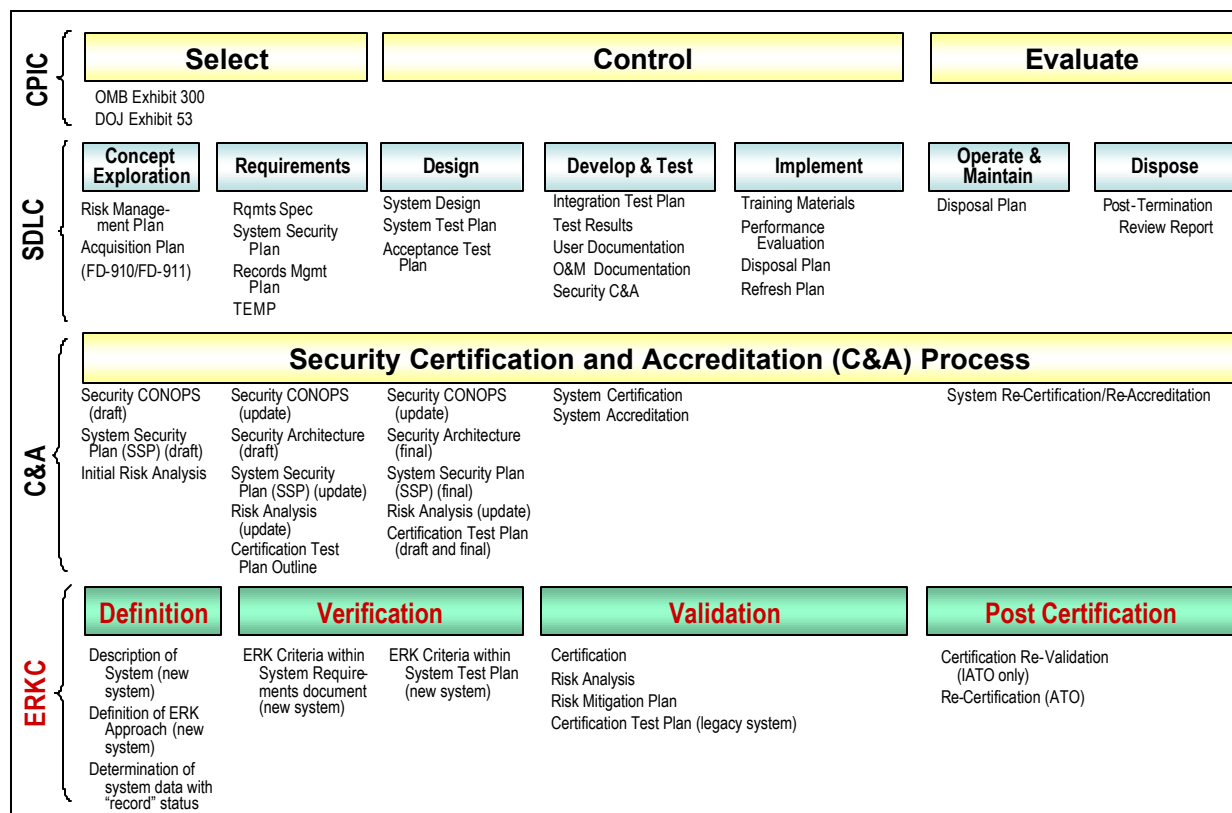 CPIC
Select
Control
Evaluate
OMB Exhibit 300
DOJ Exhibit 53
SDLC
Concept
Exploration
Requirements
Design
Develop & Test
Implement
Operate &
Maintain
Dispose
Risk Manage-
ment Plan
Acquisition Plan
(FD-910/FD-911)
Rqmts Spec
System Security
Plan
Records Mgmt
Plan
TEMP
System Design
System Test Plan
Acceptance Test
Plan
Integration Test Plan
Test Results
User Documentation
O&M Documentation
Security C&A
Training Materials
Performance
Evaluation
Disposal Plan
Refresh Plan
Disposal Plan
Post-Termination
Review Report
C&A
Security Certification and Accreditation (C&A) Process
Security CONOPS
(draft)
System Security
Plan (SSP) (draft)
Initial Risk Analysis
Security CONOPS
(update)
Security Architecture
(draft)
System Security
Plan (SSP) (update)
Risk Analysis
(update)
Certification Test
Plan Outline
Security CONOPS
(update)
Security Architecture
(final)
System Security Plan
(SSP) (final)
Risk Analysis (update)
Certification Test Plan
(draft and final)
System Certification
System Accreditation
System Re-Certification/Re-Accreditation
ERKC
Definition
Verification
Validation
Post Certification
Description of
System (new
system)
Definition of ERK
Approach (new
system)
Determination of
system data with
“record” status
ERK Criteria within
System Require-
ments document
(new system)
ERK Criteria within
System Test Plan
(new system)
Certification
Risk Analysis
Risk Mitigation Plan
Certification Test Plan (legacy system)
Certification Re-Validation
(IATO only)
Re-Certification (ATO)